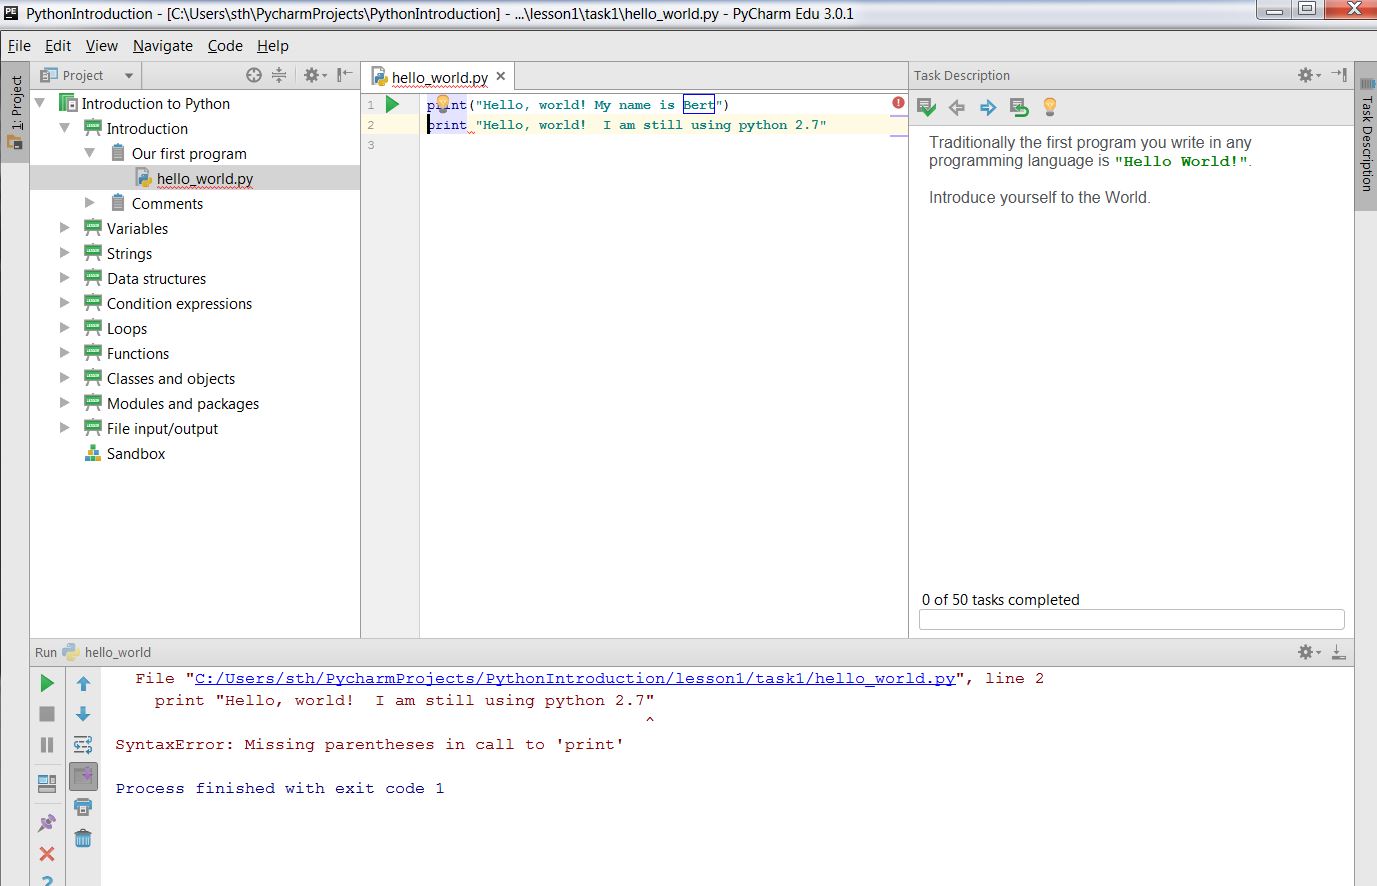 PythonIntroduction - [C:\Users\sth\PycharmProjects\PythonIntroduction] - ...\lesson1\task1\hello_world.py - PyCharm Edu 3.0.1
File Edit View Navigate Code Help
1: Project
Project
Introduction to Python
Introduction
Our first program
hello_world.py
Comments
Variables
Strings
Data structures
Condition expressions
Loops
Functions
Classes and objects
Modules and packages
File input/output
Sandbox
hello_world.py
1 print("Hello, world! My name is Bert")
2 print "Hello, world!  I am still using python 2.7"
3
Task Description
Traditionally the first program you write in any
programming language is "Hello World!".
Introduce yourself to the World.
0 of 50 tasks completed
Task Description
Run hello_world
File "C:/Users/sth/PycharmProjects/PythonIntroduction/lesson1/task1/hello_world.py", line 2
print "Hello, world!  I am still using python 2.7"
^
SyntaxError: Missing parentheses in call to 'print'
Process finished with exit code 1